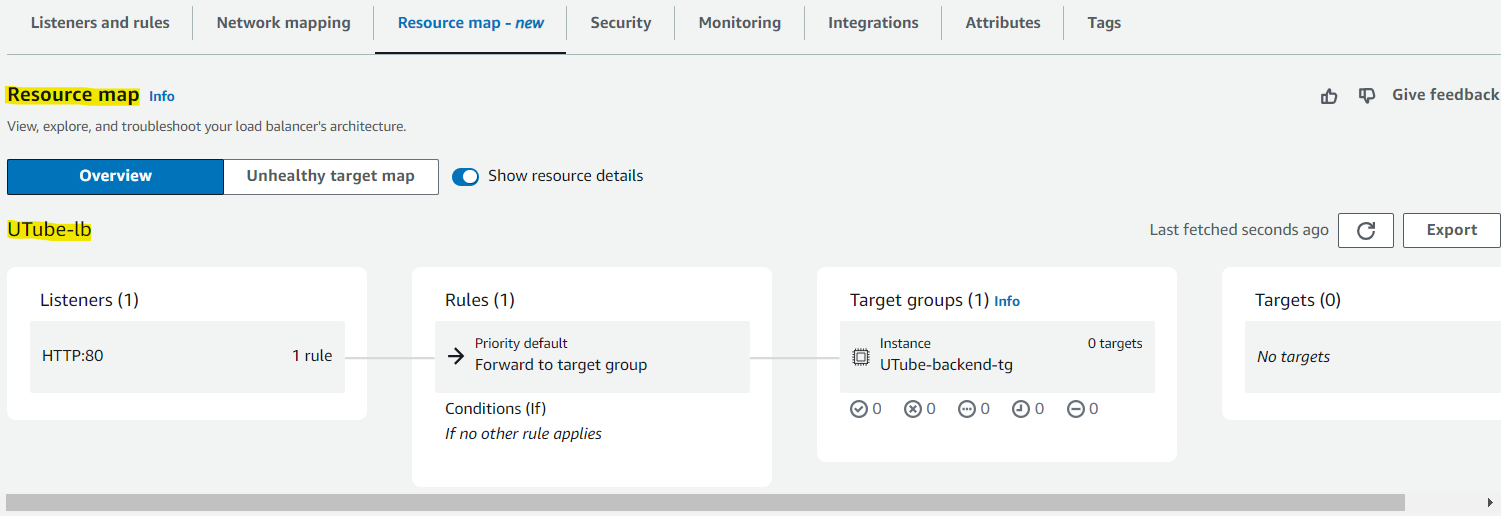 Listeners and rules
Network mapping
Resource map - new
Security
Monitoring
Integrations
Attributes
Tags
Resource map Info
Give feedback
View, explore, and troubleshoot your load balancer's architecture.
Overview
Unhealthy target map
Show resource details
UTube-lb
Last fetched seconds ago
Export
Listeners (1)
HTTP:80
1 rule
Rules (1)
Priority default
Forward to target group
Conditions (If)
If no other rule applies
Target groups (1) Info
Instance
0 targets
UTube-backend-tg
0 0 0 0 0
Targets (0)
No targets